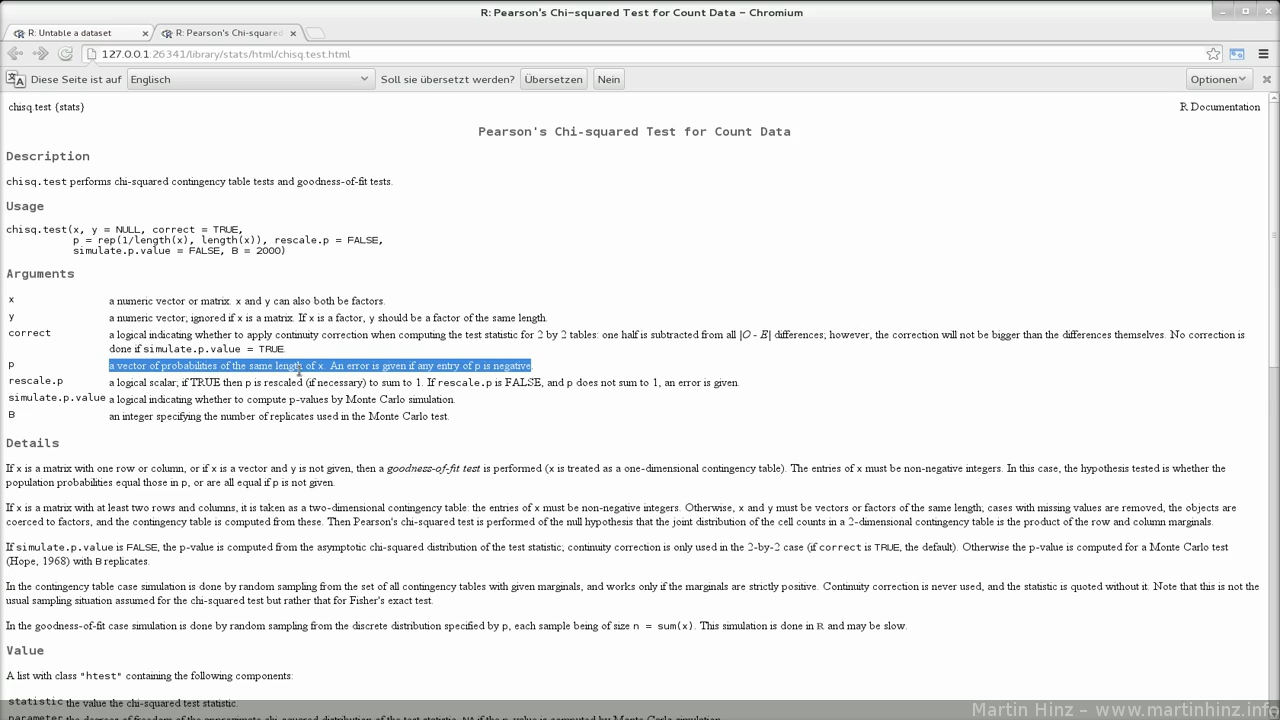 R: Pearson's Chi-squared Test for Count Data - Chromium
R: Untable a dataset
R: Pearson's Chi-squared
127.0.0.1:26341/library/stats/html/chisq.test.html
Diese Seite ist auf Englisch Soll sie übersetzt werden? Übersetzen Nein Optionen
chisq.test {stats} R Documentation
Pearson's Chi-squared Test for Count Data
Description
chisq.test performs chi-squared contingency table tests and goodness-of-fit tests.
Usage
chisq.test(x, y = NULL, correct = TRUE,
p = rep(1/length(x), length(x)), rescale.p = FALSE,
simulate.p.value = FALSE, B = 2000)
Arguments
x a numeric vector or matrix. x and y can also both be factors.
y a numeric vector; ignored if x is a matrix. If x is a factor, y should be a factor of the same length.
correct a logical indicating whether to apply continuity correction when computing the test statistic for 2 by 2 tables: one half is subtracted from all |O - E| differences; however, the correction will not be bigger than the differences themselves. No correction is
done if simulate.p.value = TRUE.
p a vector of probabilities of the same length of x. An error is given if any entry of p is negative.
rescale.p a logical scalar; if TRUE then p is rescaled (if necessary) to sum to 1. If rescale.p is FALSE, and p does not sum to 1, an error is given.
simulate.p.value a logical indicating whether to compute p-values by Monte Carlo simulation.
B an integer specifying the number of replicates used in the Monte Carlo test.
Details
If x is a matrix with one row or column, or if x is a vector and y is not given, then a goodness-of-fit test is performed (x is treated as a one-dimensional contingency table). The entries of x must be non-negative integers. In this case, the hypothesis tested is whether the
population probabilities equal those in p, or are all equal if p is not given.
If x is a matrix with at least two rows and columns, it is taken as a two-dimensional contingency table: the entries of x must be non-negative integers. Otherwise, x and y must be vectors or factors of the same length; cases with missing values are removed, the objects are
coerced to factors, and the contingency table is computed from these. Then Pearson's chi-squared test is performed of the null hypothesis that the joint distribution of the cell counts in a 2-dimensional contingency table is the product of the row and column marginals.
If simulate.p.value is FALSE, the p-value is computed from the asymptotic chi-squared distribution of the test statistic; continuity correction is only used in the 2-by-2 case (if correct is TRUE, the default). Otherwise the p-value is computed for a Monte Carlo test
(Hope, 1968) with B replicates.
In the contingency table case simulation is done by random sampling from the set of all contingency tables with given marginals, and works only if the marginals are strictly positive. Continuity correction is never used, and the statistic is quoted without it. Note that this is not the
usual sampling situation assumed for the chi-squared test but rather that for Fisher's exact test.
In the goodness-of-fit case simulation is done by random sampling from the discrete distribution specified by p, each sample being of size n = sum(x). This simulation is done in R and may be slow.
Value
A list with class "htest" containing the following components:
statistic the value the chi-squared test statistic.
parameter the degrees of freedom of the approximate chi-squared distribution of the test statistic, NA if the p-value is computed by Monte Carlo simulation.
Martin Hinz - www.martinhinz.info